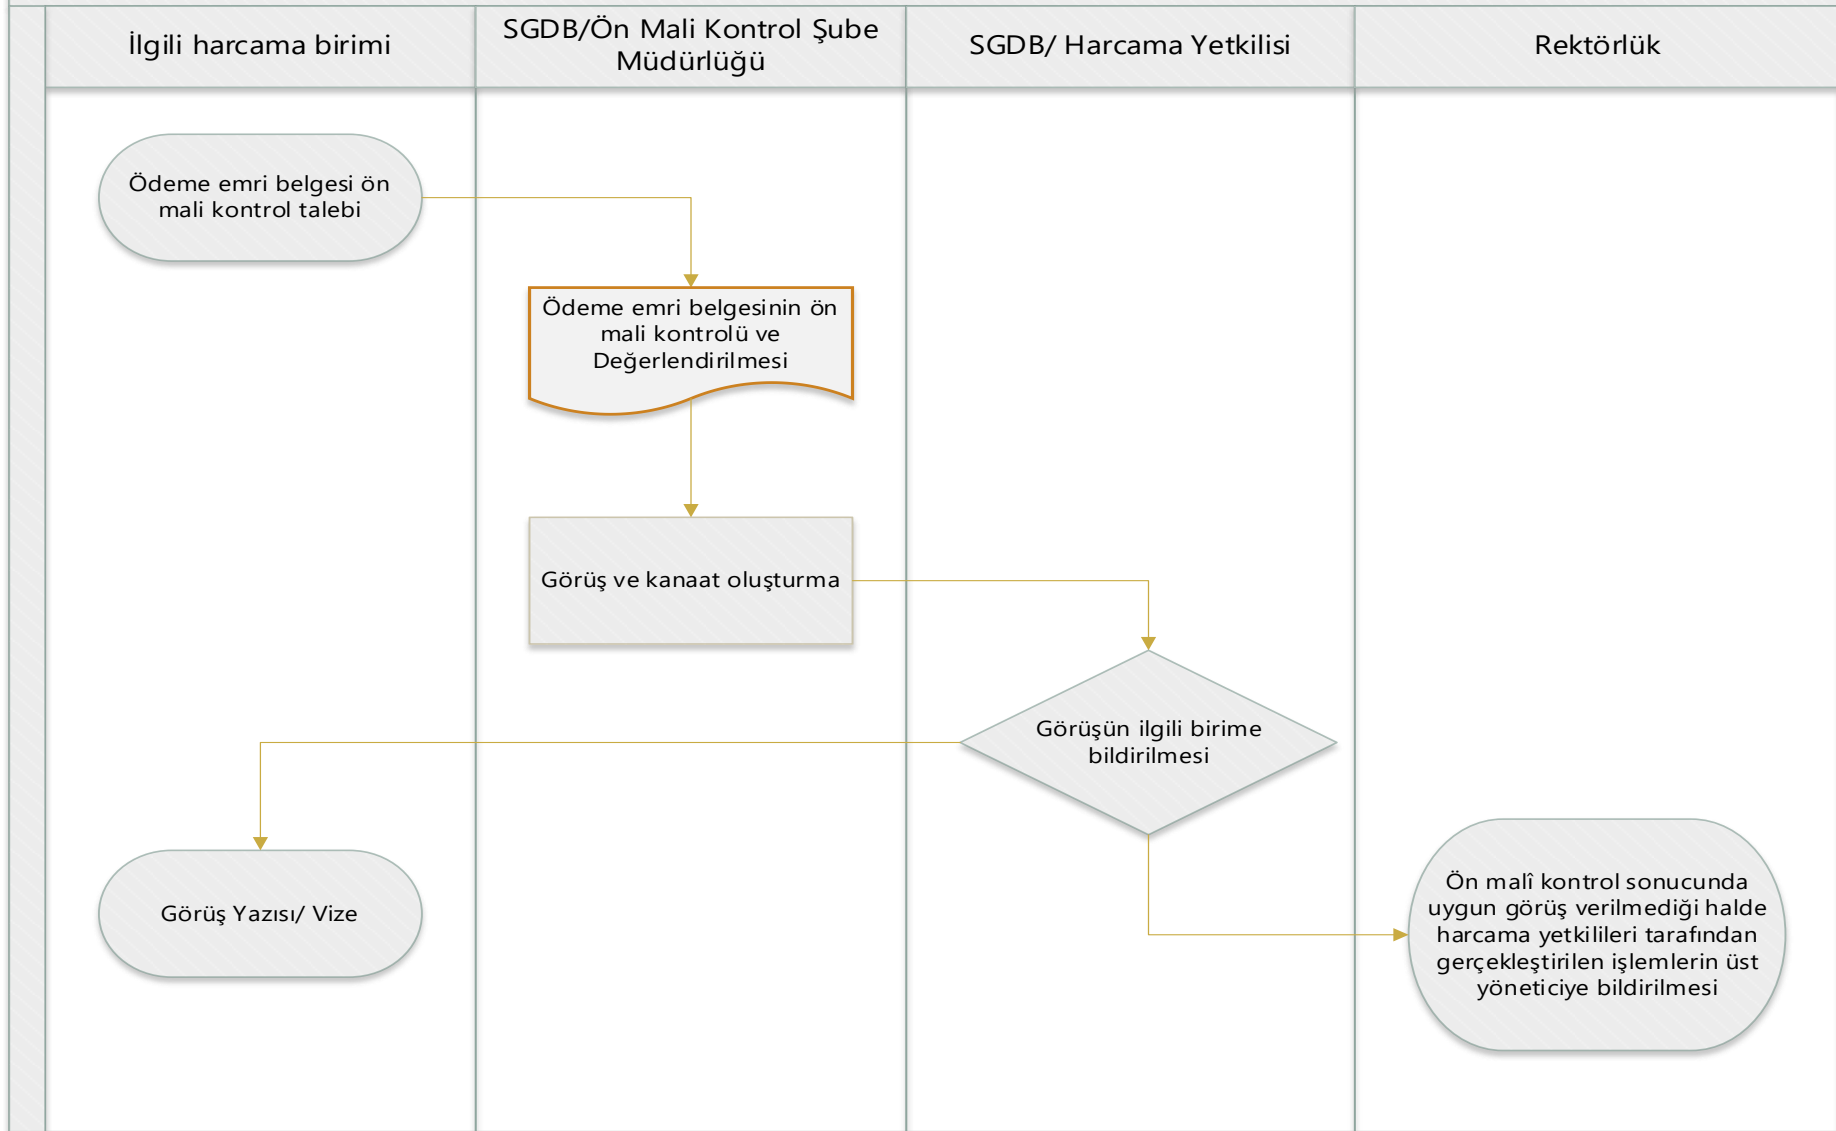 İlgili harcama birimi
SGDB/Ön Mali Kontrol Şube
Müdürlüğü
SGDB/ Harcama Yetkilisi
Rektörlük
Ödeme emri belgesi ön
mali kontrol talebi
Ödeme emri belgesinin ön
mali kontrolü ve
Değerlendirilmesi
Görüş ve kanaat oluşturma
Görüşün ilgili birime
bildirilmesi
Görüş Yazısı/ Vize
Ön malî kontrol sonucunda
uygun görüş verilmediği halde
harcama yetkilileri tarafından
gerçekleştirilen işlemlerin üst
yöneticiye bildirilmesi